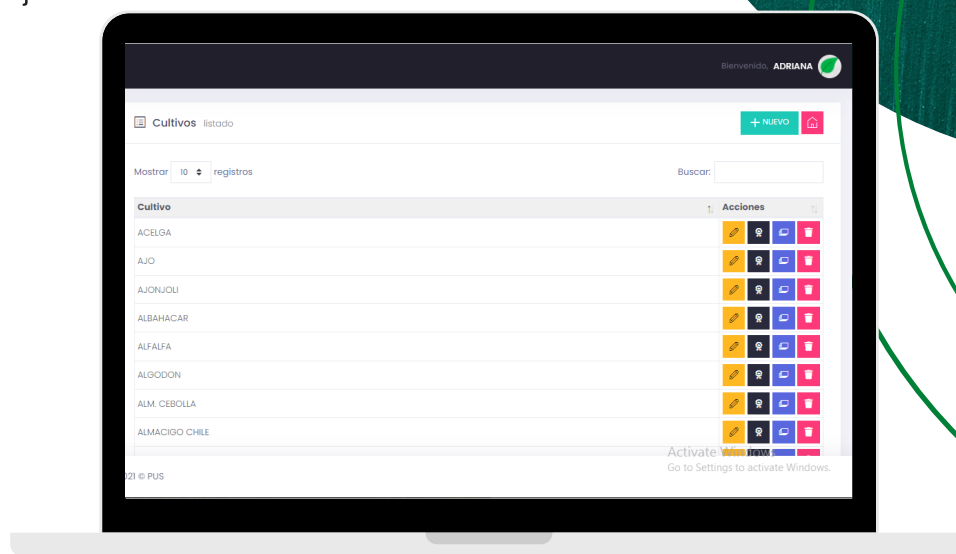 Bienvenido, ADRIANA
Cultivos listado
+ NUEVO
Mostrar 10 registros
Buscar:
Cultivo Acciones
ACELGA
AJO
AJONJOLI
ALBAHACAR
ALFALFA
ALGODON
ALM. CEBOLLA
ALMACIGO CHILE
Activate Windows
Go to Settings to activate Windows.
021 © PUS